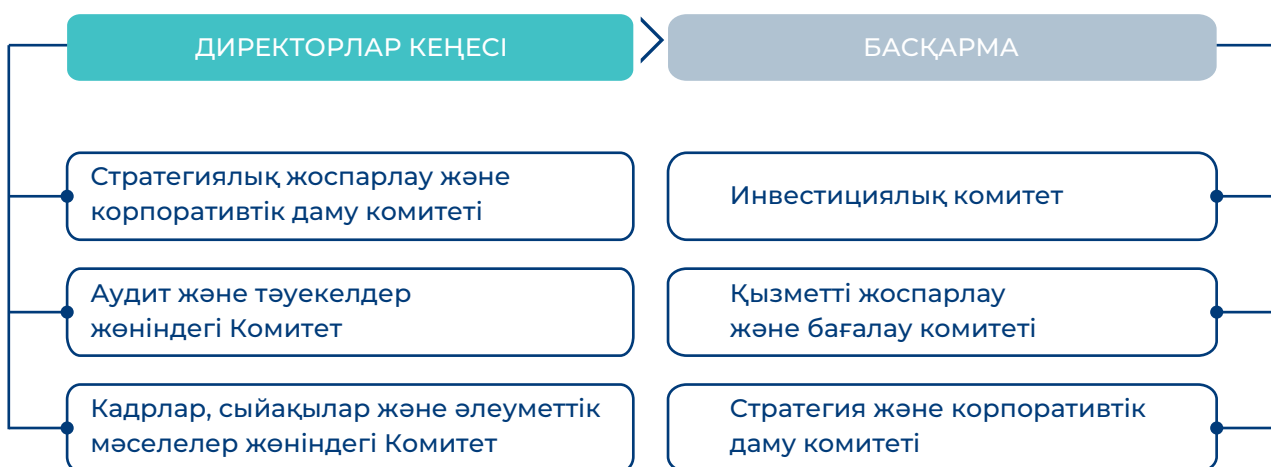 ДИРЕКТОРЛАР КЕҢЕСІ
БАСҚАРМА
Стратегиялық жоспарлау және
корпоративтік даму комитеті
Инвестициялық комитет
Аудит және тәуекелдер
жөніндегі Комитет
Қызметті жоспарлау
және бағалау комитеті
Кадрлар, сыйақылар және әлеуметтік
мәселелер жөніндегі Комитет
Стратегия және корпоративтік
даму комитеті